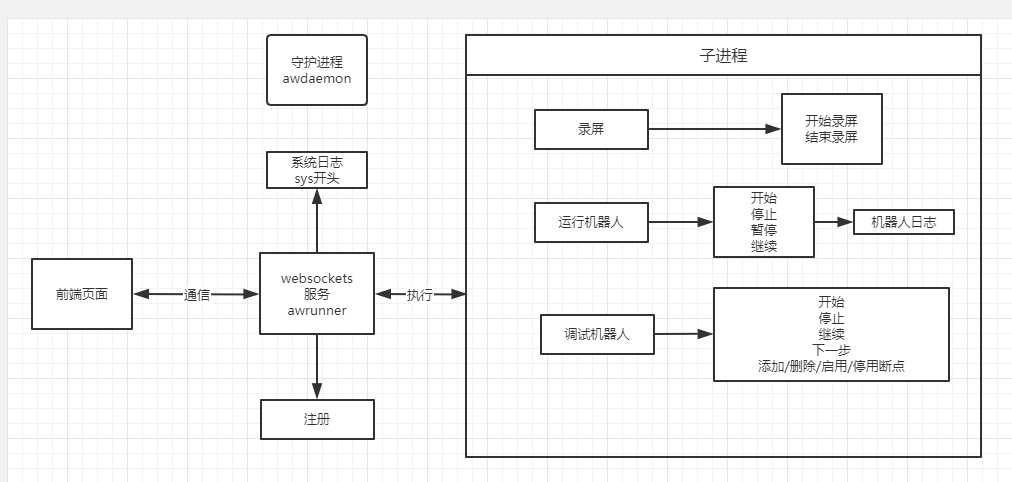 守护进程
awdaemon
子进程
录屏
开始录屏
结束录屏
系统日志
sys开头
运行机器人
开始
停止
暂停
继续
机器人日志
前端页面
通信
websockets
服务
awrunner
执行
调试机器人
开始
停止
继续
下一步
添加/删除/启用/停用断点
注册